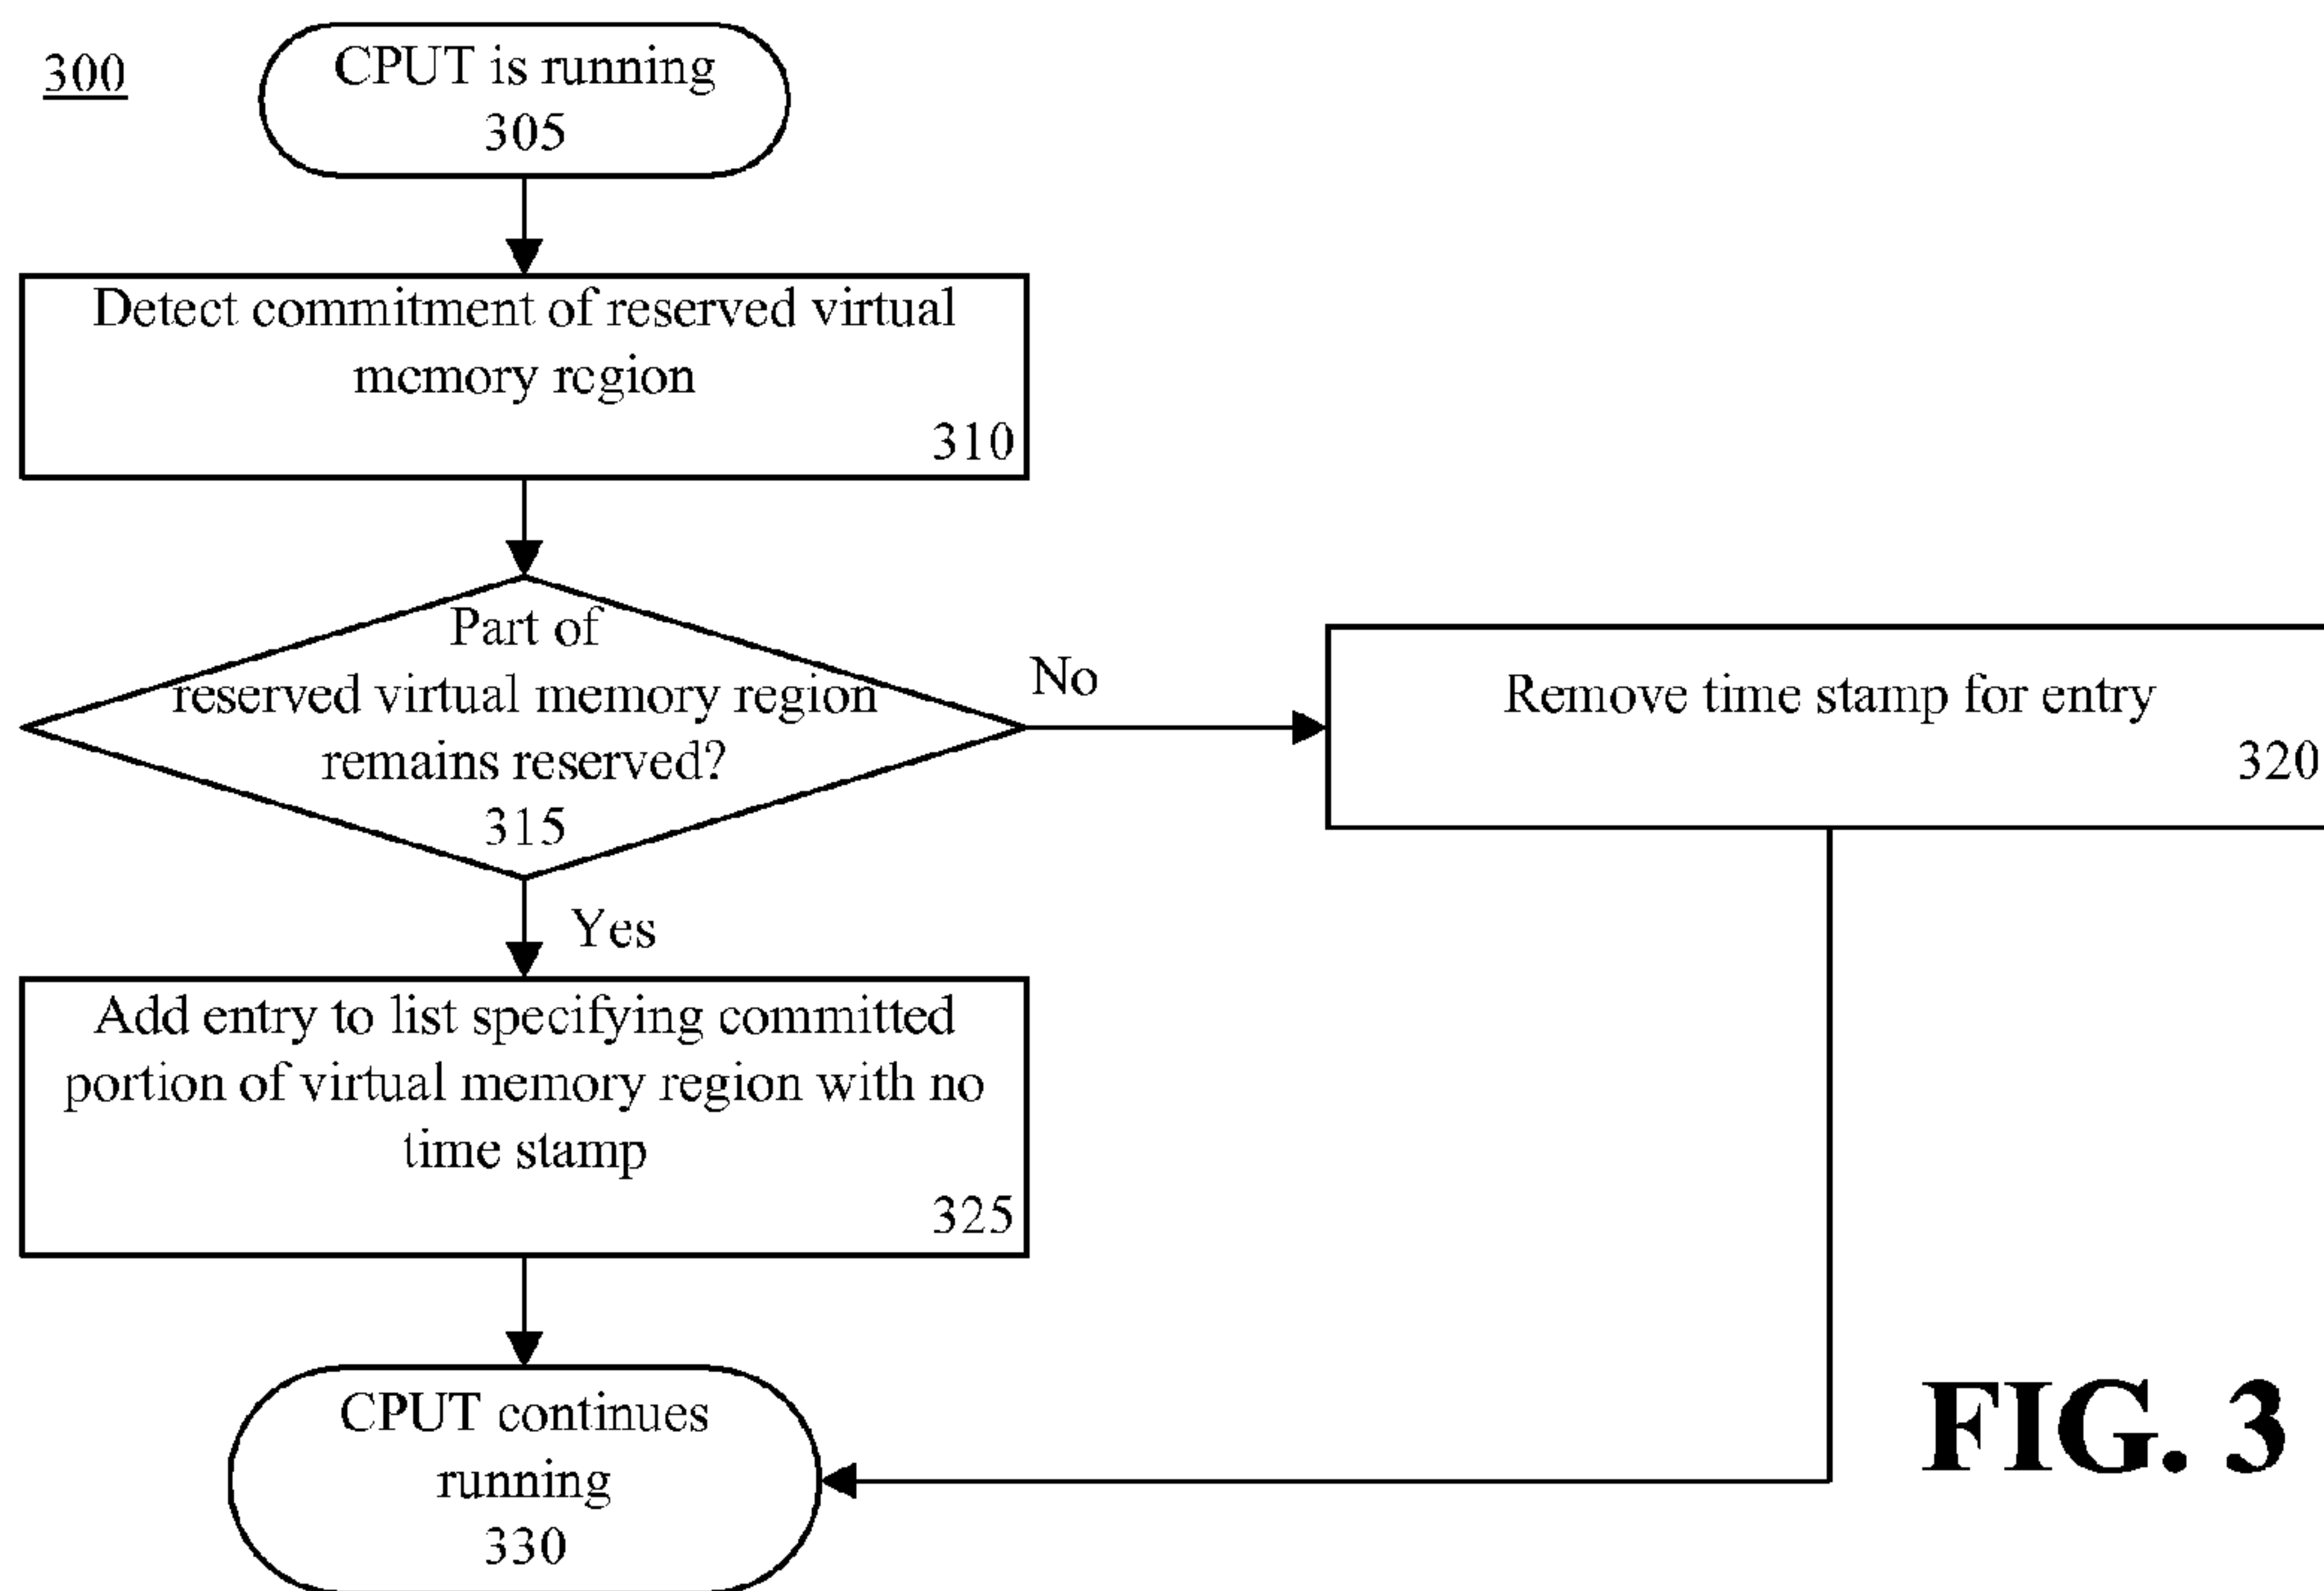 300
CPUT is running
305
Detect commitment of reserved virtual
memory region
310
Part of
reserved virtual memory region
remains reserved?
315
No
Remove time stamp for entry
320
Yes
Add entry to list specifying committed
portion of virtual memory region with no
time stamp
325
CPUT continues
running
330
FIG. 3